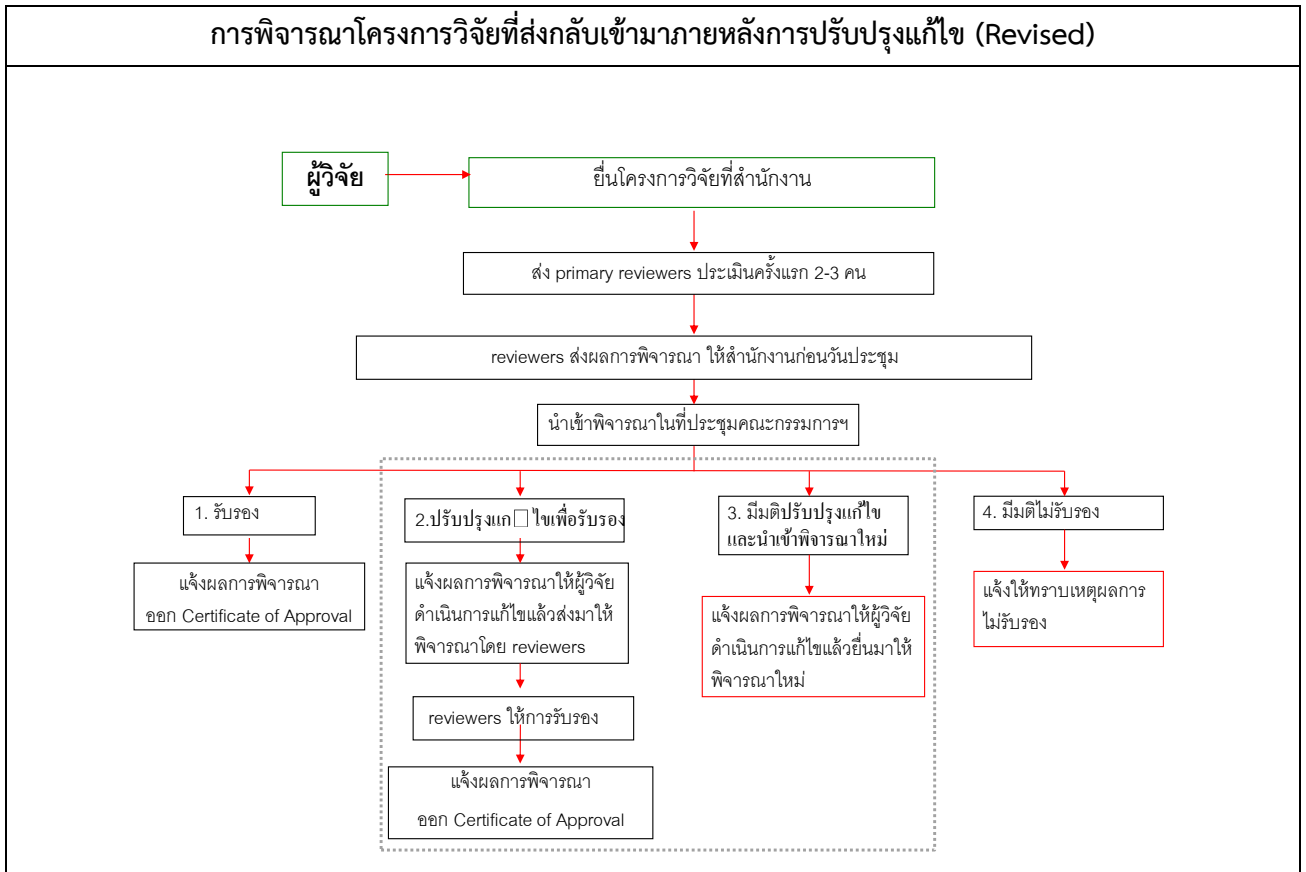 การพิจารณาโครงการวิจัยที่ส่งกลับเข้ามาภายหลังการปรับปรุงแก้ไข (Revised)
ผู้วิจัย
ยื่นโครงการวิจัยที่สำนักงาน
ส่ง primary reviewers ประเมินครั้งแรก 2-3 คน
reviewers ส่งผลการพิจารณา ให้สำนักงานก่อนวันประชุม
นำเข้าพิจารณาในที่ประชุมคณะกรรมการฯ
1. รับรอง
แจ้งผลการพิจารณา
ออก Certificate of Approval
2.ปรับปรุงแก□ ไขเพื่อรับรอง
แจ้งผลการพิจารณาให้ผู้วิจัย
ดำเนินการแก้ไขแล้วส่งมาให้
พิจารณาโดย reviewers
reviewers ให้การรับรอง
แจ้งผลการพิจารณา
ออก Certificate of Approval
3. มีมติปรับปรุงแก้ไข
และนำเข้าพิจารณาใหม่
แจ้งผลการพิจารณาให้ผู้วิจัย
ดำเนินการแก้ไขแล้วยื่นมาให้
พิจารณาใหม่
4. มีมติไม่รับรอง
แจ้งให้ทราบเหตุผลการ
ไม่รับรอง